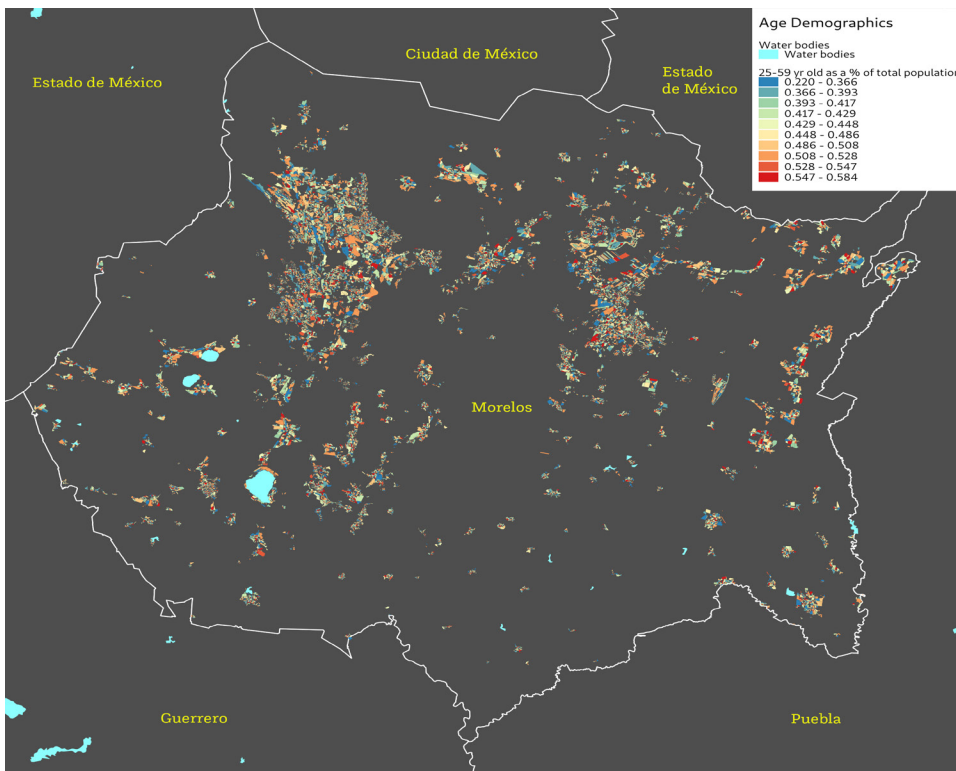 Age Demographics
Water bodies
Water bodies
25-59 yr old as a % of total population
0.220 - 0.366
0.366 - 0.393
0.393 - 0.417
0.417 - 0.429
0.429 - 0.448
0.448 - 0.486
0.486 - 0.508
0.508 - 0.528
0.528 - 0.547
0.547 - 0.584
Ciudad de México
Estado de México
Estado
de México
Morelos
Guerrero
Puebla